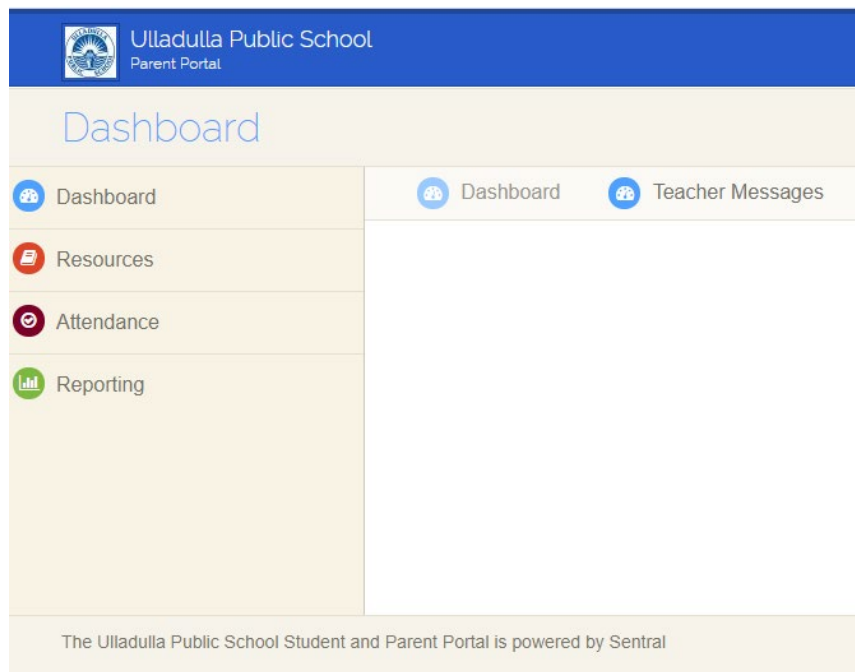 Ulladulla Public School
Parent Portal
Dashboard
Dashboard
Resources
Attendance
Reporting
Dashboard
Teacher Messages
The Ulladulla Public School Student and Parent Portal is powered by Sentral